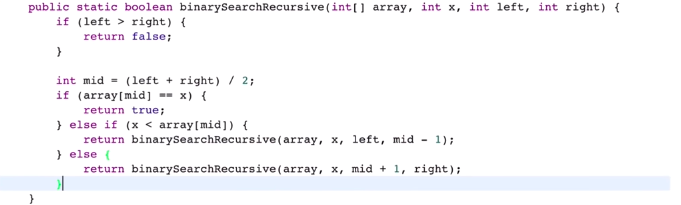 public static boolean binarySearchRecursive(int[] array, int x, int left, int right) {
    if (left > right) {
        return false;
    }

    int mid = (left + right) / 2;
    if (array[mid] == x) {
        return true;
    } else if (x < array[mid]) {
        return binarySearchRecursive(array, x, left, mid - 1);
    } else {
        return binarySearchRecursive(array, x, mid + 1, right);
    }
}